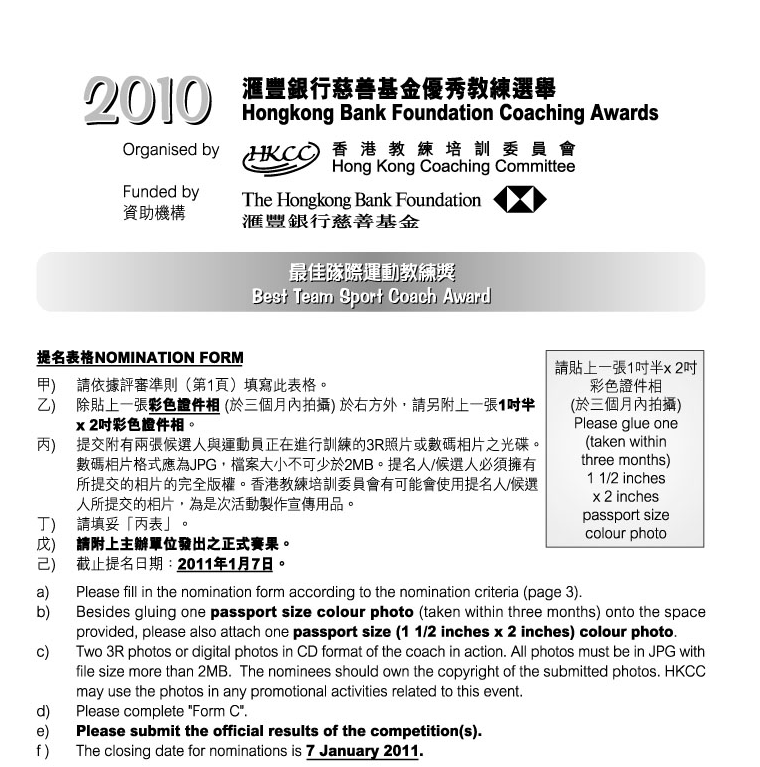 2010
滙豐銀行慈善基金優秀教練選舉
Hongkong Bank Foundation Coaching Awards
Organised by
HKCC
香港教練培訓委員會
Hong Kong Coaching Committee
Funded by
資助機構
The Hongkong Bank Foundation
滙豐銀行慈善基金
最佳隊際運動教練獎
Best Team Sport Coach Award
提名表格NOMINATION FORM
甲) 請依據評審準則（第1頁）填寫此表格。
乙) 除貼上一張彩色證件相 (於三個月內拍攝) 於右方外，請另附上一張1吋半
x 2吋彩色證件相。
丙) 提交附有兩張候選人與運動員正在進行訓練的3R照片或數碼相片之光碟。
數碼相片格式應為JPG，檔案大小不可少於2MB。提名人/候選人必須擁有
所提交的相片的完全版權。香港教練培訓委員會有可能會使用提名人/候選
人所提交的相片，為是次活動製作宣傳用品。
丁) 請填妥「丙表」。
戊) 請附上主辦單位發出之正式賽果。
己) 截止提名日期：2011年1月7日。
請貼上一張1吋半x 2吋
彩色證件相
(於三個月內拍攝)
Please glue one
(taken within
three months)
1 1/2 inches
x 2 inches
passport size
colour photo
a) Please fill in the nomination form according to the nomination criteria (page 3).
b) Besides gluing one passport size colour photo (taken within three months) onto the space
provided, please also attach one passport size (1 1/2 inches x 2 inches) colour photo.
c) Two 3R photos or digital photos in CD format of the coach in action. All photos must be in JPG with
file size more than 2MB. The nominees should own the copyright of the submitted photos. HKCC
may use the photos in any promotional activities related to this event.
d) Please complete "Form C".
e) Please submit the official results of the competition(s).
f) The closing date for nominations is 7 January 2011.